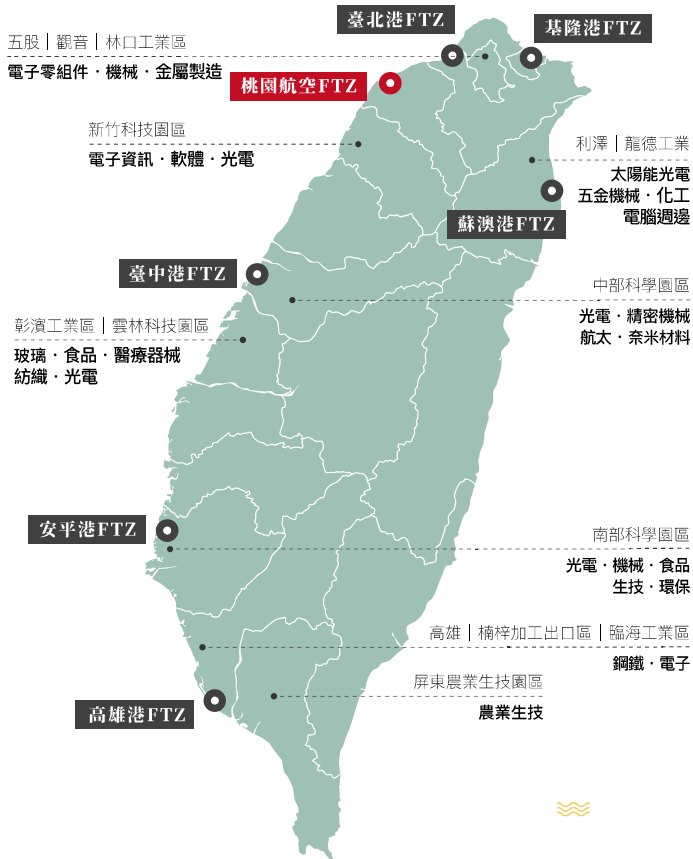 臺北港FTZ
基隆港FTZ
五股｜觀音｜林口工業區
電子零組件・機械・金屬製造
桃園航空FTZ
新竹科技園區
電子資訊・軟體・光電
利澤｜龍德工業
太陽能光電
五金機械・化工
電腦週邊
蘇澳港FTZ
臺中港FTZ
中部科學園區
光電・精密機械
航太・奈米材料
彰濱工業區｜雲林科技園區
玻璃・食品・醫療器械
紡織・光電
安平港FTZ
南部科學園區
光電・機械・食品
生技・環保
高雄｜楠梓加工出口區｜臨海工業區
鋼鐵・電子
屏東農業生技園區
農業生技
高雄港FTZ